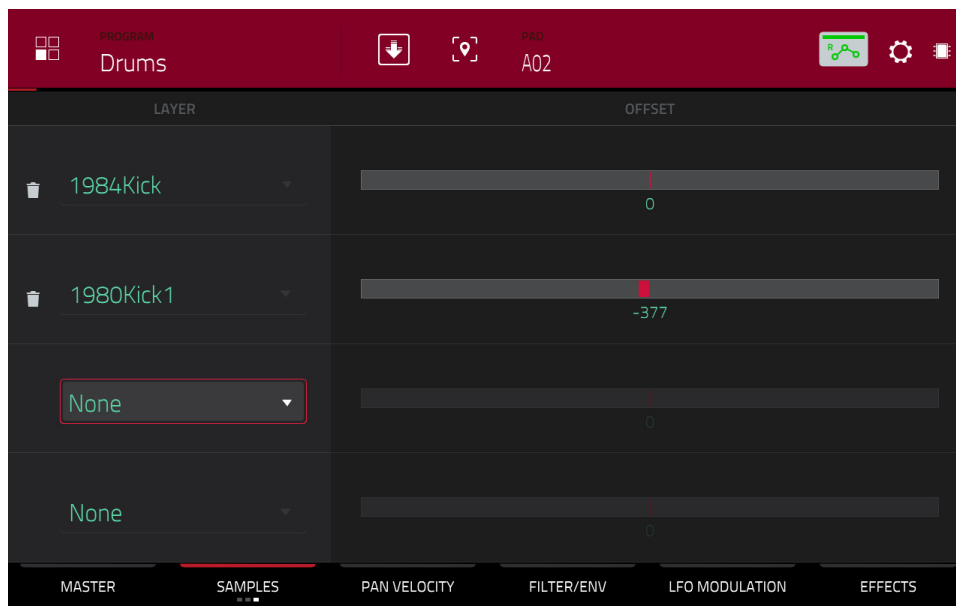 PROGRAM
Drums
PAD
A02
R
LAYER
OFFSET
1984Kick
0
1980Kick1
-377
None
0
None
0
MASTER
SAMPLES
PAN VELOCITY
FILTER/ENV
LFO MODULATION
EFFECTS